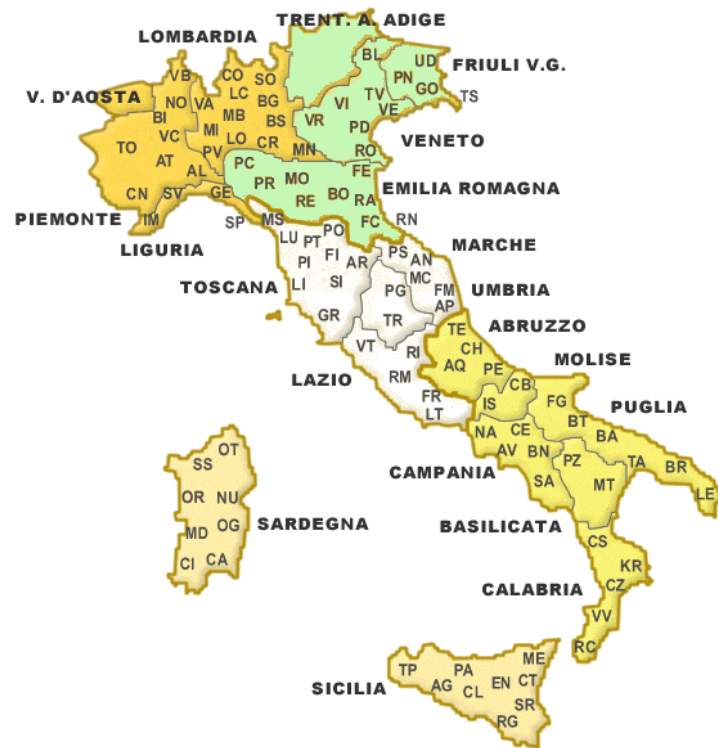 TRENT. A. ADIGE
LOMBARDIA
FRIULI V.G.
V. D'AOSTA
VENETO
EMILIA ROMAGNA
PIEMONTE
LIGURIA
TOSCANA
MARCHE
UMBRIA
ABRUZZO
MOLISE
LAZIO
PUGLIA
CAMPANIA
BASILICATA
SARDEGNA
CALABRIA
SICILIA
BL
UD
PN
GO
TS
TV
VE
VI
VR
PD
RO
VB
CO
SO
LC
NO
VA
BG
MB
BS
BI
MI
VC
LO
CR
MN
TO
PV
AT
AL
CN
SV
GE
IM
SP
MS
PC
PR
MO
RE
BO
FE
RA
FC
RN
LU
PT
PO
PI
FI
AR
LI
SI
GR
PS
AN
MC
FM
AP
PG
TR
VT
RI
RM
FR
LT
TE
CH
AQ
PE
CB
IS
FG
BT
BA
TA
BR
LE
NA
CE
AV
BN
SA
PZ
MT
CS
KR
CZ
VV
RC
OT
SS
OR
NU
MD
OG
CI
CA
TP
PA
ME
AG
CL
EN
CT
SR
RG